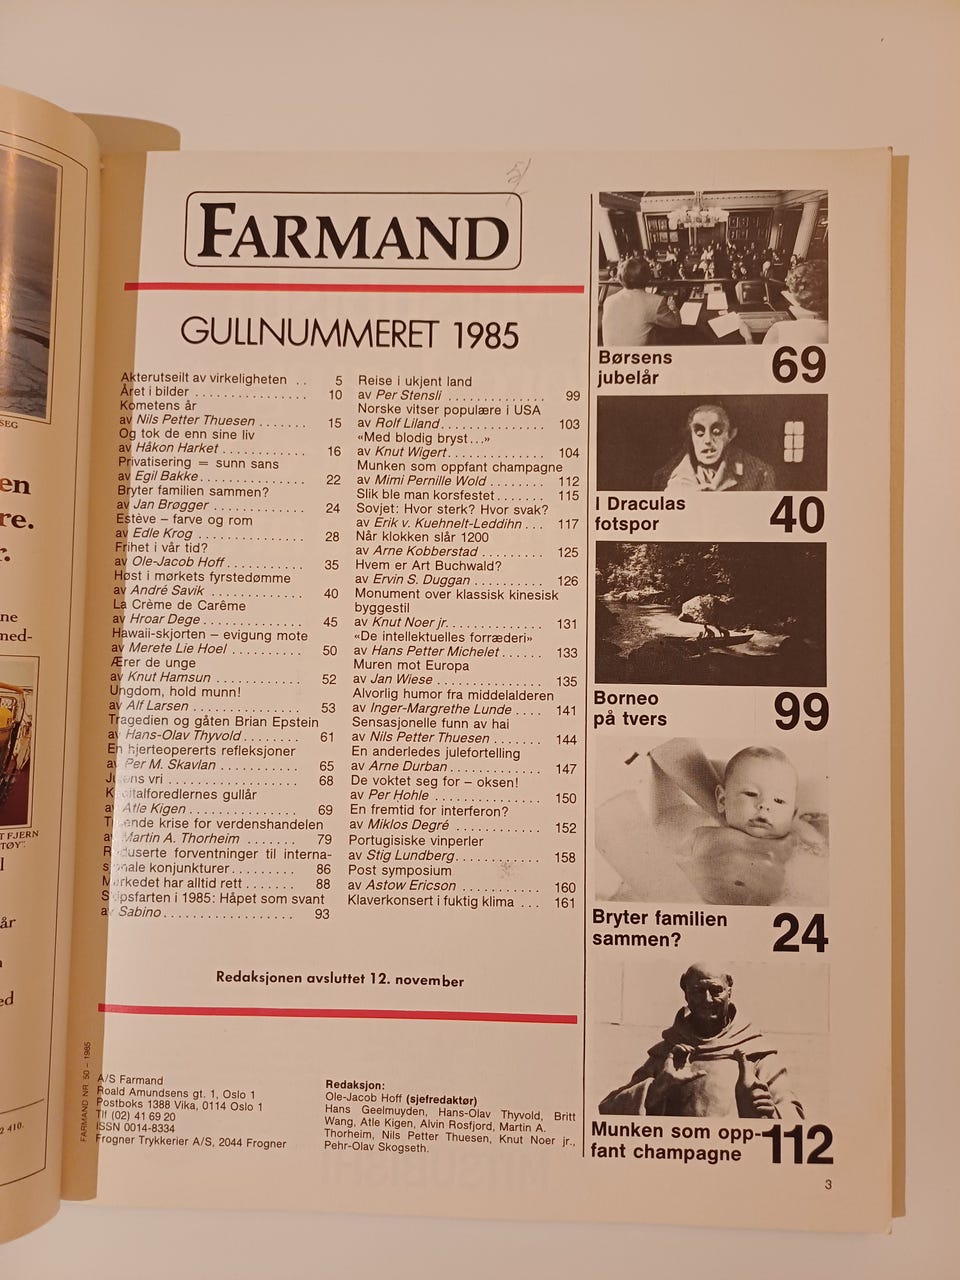 SEG
en
re.
r.
ne
med-
T FJERN
TØY".
l
år
ed
2 410.
FARMAND NR. 50 – 1985
51
FARMAND
GULLNUMMERET 1985
Akterutseilt av virkeligheten . . 5
Året i bilder . . . . . . . . . . . . . . . . 10
Kometens år
av Nils Petter Thuesen . . . . . . . 15
Og tok de enn sine liv
av Håkon Harket . . . . . . . . . . . . 16
Privatisering = sunn sans
av Egil Bakke. . . . . . . . . . . . . . . 22
Bryter familien sammen?
av Jan Brøgger . . . . . . . . . . . . . 24
Estève – farve og rom
av Edle Krog . . . . . . . . . . . . . . . 28
Frihet i vår tid?
av Ole-Jacob Hoff . . . . . . . . . . . 35
Høst i mørkets fyrstedømme
av André Savik . . . . . . . . . . . . . 40
La Crème de Carême
av Hroar Dege . . . . . . . . . . . . . . 45
Hawaii-skjorten – evigung mote
av Merete Lie Hoel . . . . . . . . . . 50
Ærer de unge
av Knut Hamsun . . . . . . . . . . . . 52
Ungdom, hold munn!
av Alf Larsen . . . . . . . . . . . . . . . 53
Tragedien og gåten Brian Epstein
av Hans-Olav Thyvold . . . . . . . . 61
En hjerteopererts refleksjoner
av Per M. Skavlan . . . . . . . . . . . 65
Julens vri . . . . . . . . . . . . . . . . . . 68
Kapitalforedlernes gullår
av Atle Kigen . . . . . . . . . . . . . . . 69
Truende krise for verdenshandelen
av Martin A. Thorheim . . . . . . . 79
Reduserte forventninger til interna-
sjonale konjunkturer. . . . . . . . . . 86
Markedet har alltid rett . . . . . . . 88
Skipsfarten i 1985: Håpet som svant
av Sabino . . . . . . . . . . . . . . . . . . 93
Reise i ukjent land
av Per Stensli . . . . . . . . . . . . . . 99
Norske vitser populære i USA
av Rolf Liland. . . . . . . . . . . . . . . 103
«Med blodig bryst...»
av Knut Wigert. . . . . . . . . . . . . . 104
Munken som oppfant champagne
av Mimi Pernille Wold . . . . . . . . 112
Slik ble man korsfestet . . . . . . . 115
Sovjet: Hvor sterk? Hvor svak?
av Erik v. Kuehnelt-Leddihn . . . 117
Når klokken slår 1200
av Arne Kobberstad . . . . . . . . . 125
Hvem er Art Buchwald?
av Ervin S. Duggan . . . . . . . . . . 126
Monument over klassisk kinesisk
byggestil
av Knut Noer jr. . . . . . . . . . . . . . 131
«De intellektuelles forræderi»
av Hans Petter Michelet . . . . . . 133
Muren mot Europa
av Jan Wiese . . . . . . . . . . . . . . . 135
Alvorlig humor fra middelalderen
av Inger-Margrethe Lunde . . . . 141
Sensasjonelle funn av hai
av Nils Petter Thuesen . . . . . . . 144
En anderledes julefortelling
av Arne Durban. . . . . . . . . . . . . 147
De voktet seg for – oksen!
av Per Hohle . . . . . . . . . . . . . . . 150
En fremtid for interferon?
av Miklos Degré . . . . . . . . . . . . 152
Portugisiske vinperler
av Stig Lundberg. . . . . . . . . . . . 158
Post symposium
av Astow Ericson . . . . . . . . . . . 160
Klaverkonsert i fuktig klima . . . 161
Redaksjonen avsluttet 12. november
A/S Farmand
Roald Amundsens gt. 1, Oslo 1
Postboks 1388 Vika, 0114 Oslo 1
Tlf (02) 41 69 20
ISSN 0014-8334
Frogner Trykkerier A/S, 2044 Frogner
Redaksjon:
Ole-Jacob Hoff (sjefredaktør)
Hans Geelmuyden, Hans-Olav Thyvold, Britt
Wang, Atle Kigen, Alvin Rosfjord, Martin A.
Thorheim, Nils Petter Thuesen, Knut Noer jr.,
Pehr-Olav Skogseth.
Børsens
jubelår 69
I Draculas
fotspor 40
Borneo
på tvers 99
Bryter familien
sammen? 24
Munken som opp-
fant champagne 112
3